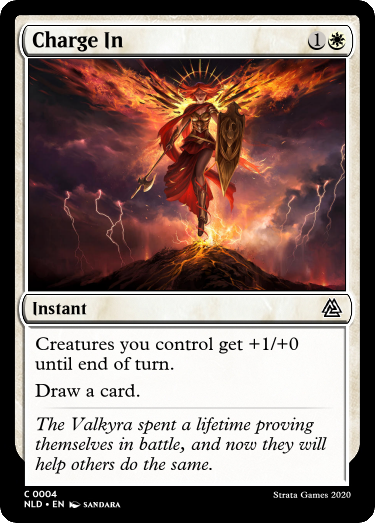 Charge In 1
Instant
Creatures you control get +1/+0
until end of turn.
Draw a card.
The Valkyra spent a lifetime proving
themselves in battle, and now they will
help others do the same.
C 0004
NLD • EN SANDARA
Strata Games 2020